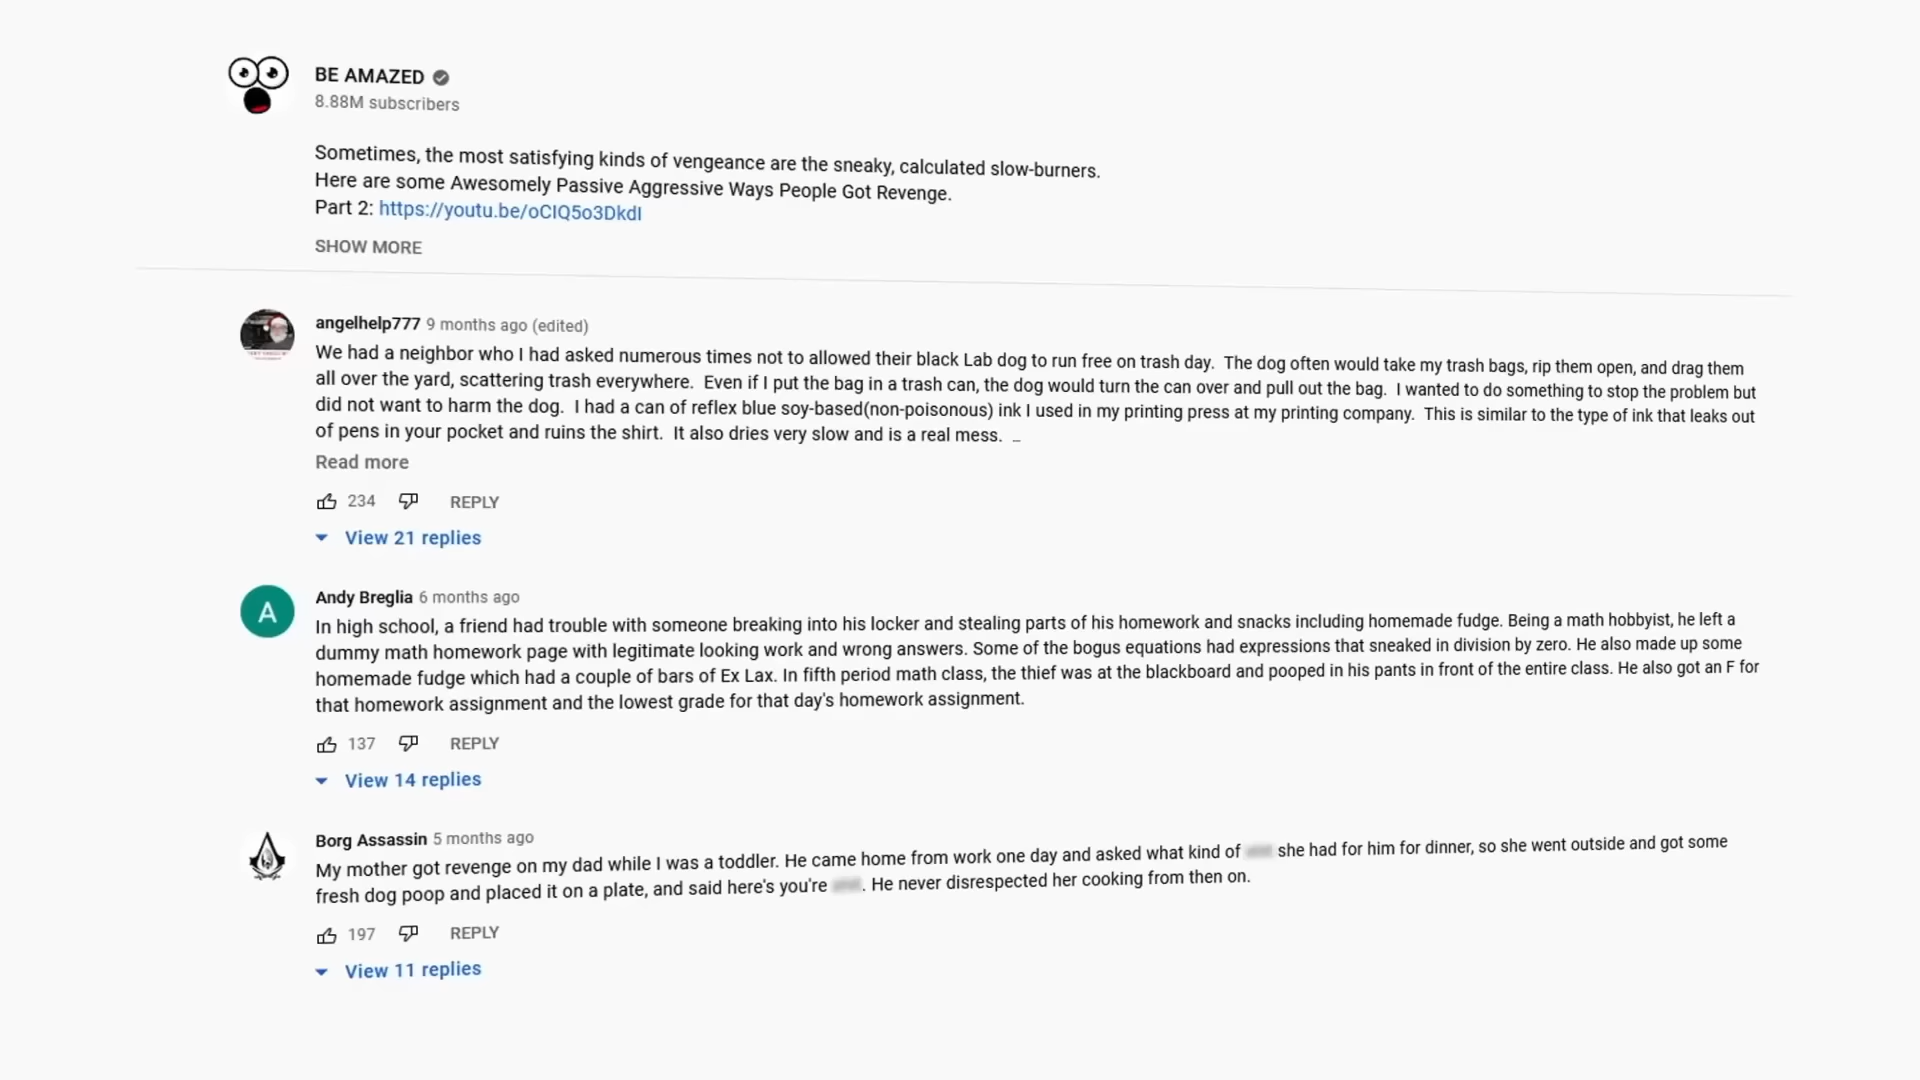 BE AMAZED
8.88M subscribers
Sometimes, the most satisfying kinds of vengeance are the sneaky, calculated slow-burners.
Here are some Awesomely Passive Aggressive Ways People Got Revenge.
Part 2: https://youtu.be/oCIQ5o3DkdI
SHOW MORE
angelhelp777 9 months ago (edited)
We had a neighbor who I had asked numerous times not to allowed their black Lab dog to run free on trash day. The dog often would take my trash bags, rip them open, and drag them
all over the yard, scattering trash everywhere. Even if I put the bag in a trash can, the dog would turn the can over and pull out the bag. I wanted to do something to stop the problem but
did not want to harm the dog. I had a can of reflex blue soy-based(non-poisonous) ink I used in my printing press at my printing company. This is similar to the type of ink that leaks out
of pens in your pocket and ruins the shirt. It also dries very slow and is a real mess. ...
Read more
234 REPLY
View 21 replies
A
Andy Breglia 6 months ago
In high school, a friend had trouble with someone breaking into his locker and stealing parts of his homework and snacks including homemade fudge. Being a math hobbyist, he left a
dummy math homework page with legitimate looking work and wrong answers. Some of the bogus equations had expressions that sneaked in division by zero. He also made up some
homemade fudge which had a couple of bars of Ex Lax. In fifth period math class, the thief was at the blackboard and pooped in his pants in front of the entire class. He also got an F for
that homework assignment and the lowest grade for that day's homework assignment.
137 REPLY
View 14 replies
Borg Assassin 5 months ago
My mother got revenge on my dad while I was a toddler. He came home from work one day and asked what kind of she had for him for dinner, so she went outside and got some
fresh dog poop and placed it on a plate, and said here's you're . He never disrespected her cooking from then on.
197 REPLY
View 11 replies